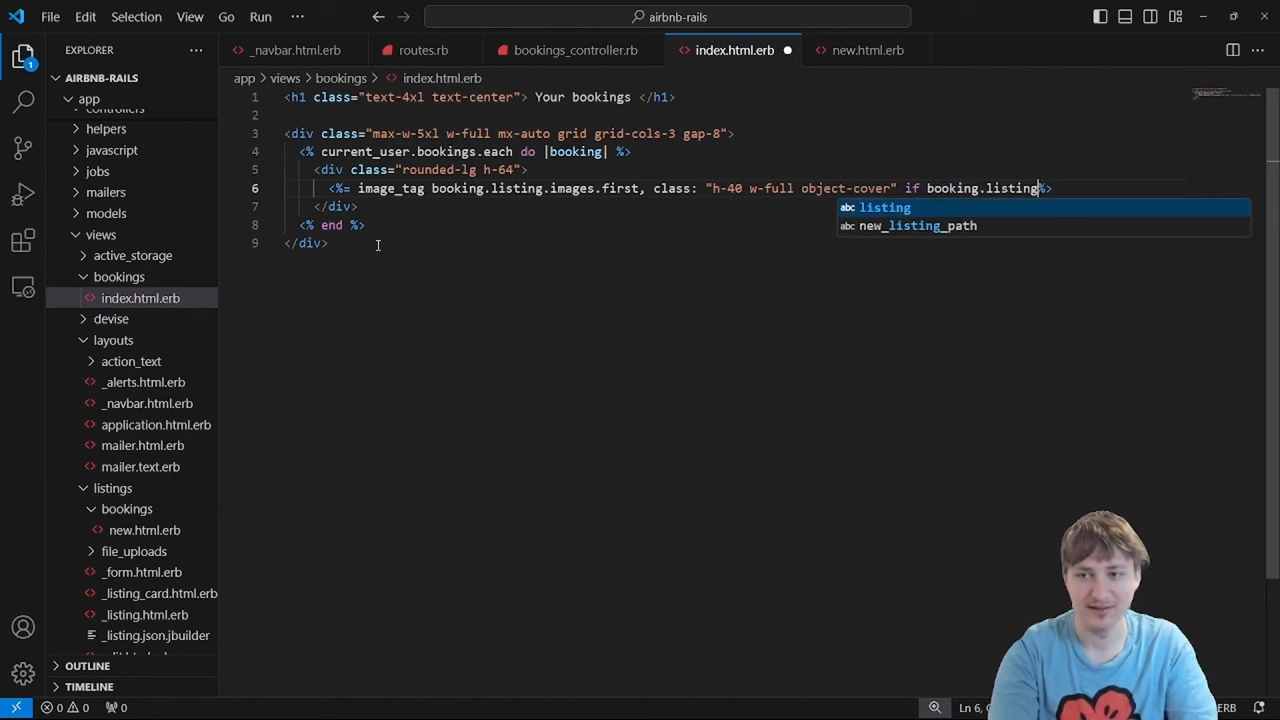 File Edit Selection View Go Run ··· airbnb-rails
EXPLORER ···
_navbar.html.erb routes.rb bookings_controller.rb index.html.erb new.html.erb
AIRBNB-RAILS
app > views > bookings > index.html.erb
app
controllers
helpers
javascript
jobs
mailers
models
views
active_storage
bookings
index.html.erb
devise
layouts
action_text
_alerts.html.erb
_navbar.html.erb
application.html.erb
mailer.html.erb
mailer.text.erb
listings
bookings
new.html.erb
file_uploads
_form.html.erb
_listing_card.html.erb
_listing.html.erb
_listing.json.jbuilder
OUTLINE
TIMELINE
1 <h1 class="text-4xl text-center"> Your bookings </h1>
2
3 <div class="max-w-5xl w-full mx-auto grid grid-cols-3 gap-8">
4 <% current_user.bookings.each do |booking| %>
5 <div class="rounded-lg h-64">
6 <%= image_tag booking.listing.images.first, class: "h-40 w-full object-cover" if booking.listing%>
7 </div>
8 <% end %>
9 </div>
abc listing
abc new_listing_path
1
0 0 0 Ln 6, ERB